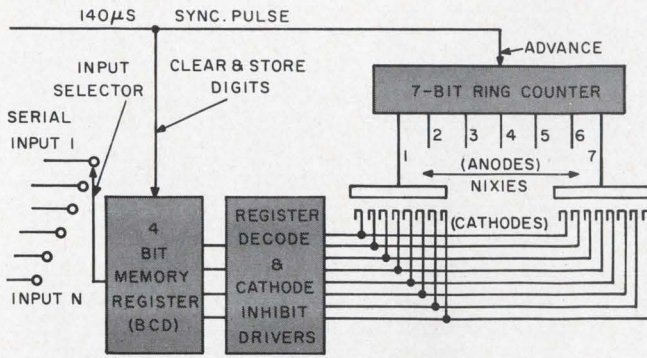 140μS SYNC. PULSE
ADVANCE
INPUT
SELECTOR
CLEAR & STORE
DIGITS
7-BIT RING COUNTER
SERIAL
INPUT 1
1 2 3 4 5 6 7
(ANODES)
NIXIES
(CATHODES)
4
BIT
MEMORY
REGISTER
(BCD)
REGISTER
DECODE
&
CATHODE
INHIBIT
DRIVERS
INPUT N